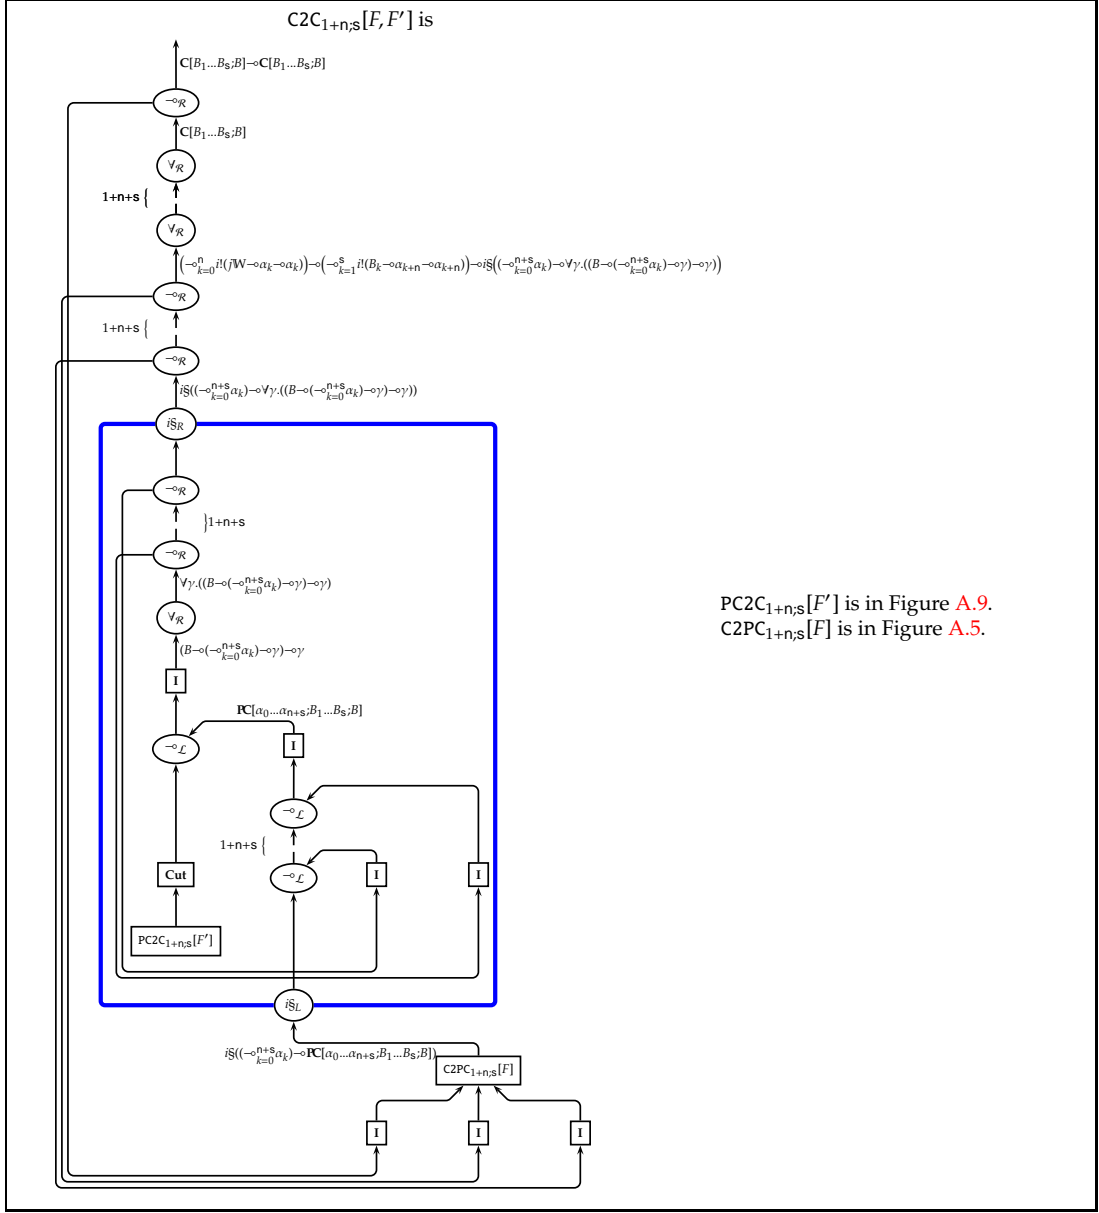 C2C₁₊ₙ;ₛ[F, F′] is
C[B₁...Bₛ;B]⊸C[B₁...Bₛ;B]
⊸ℛ
C[B₁...Bₛ;B]
∀ℛ
1+n+s {
∀ℛ
(⊸ⁿₖ₌₀ i!(j𝕎⊸αₖ⊸αₖ))⊸(⊸ˢₖ₌₁ i!(Bₖ⊸αₖ₊ₙ⊸αₖ₊ₙ))⊸i§((⊸ⁿ⁺ˢₖ₌₀ αₖ)⊸∀γ.((B⊸(⊸ⁿ⁺ˢₖ₌₀ αₖ)⊸γ)⊸γ))
⊸ℛ
1+n+s {
⊸ℛ
i§((⊸ⁿ⁺ˢₖ₌₀ αₖ)⊸∀γ.((B⊸(⊸ⁿ⁺ˢₖ₌₀ αₖ)⊸γ)⊸γ))
i§R
⊸ℛ
}1+n+s
⊸ℛ
∀γ.((B⊸(⊸ⁿ⁺ˢₖ₌₀ αₖ)⊸γ)⊸γ)
∀ℛ
(B⊸(⊸ⁿ⁺ˢₖ₌₀ αₖ)⊸γ)⊸γ
I
PC[α₀...αₙ₊ₛ;B₁...Bₛ;B]
⊸ℒ
I
⊸ℒ
1+n+s {
⊸ℒ
I
I
Cut
PC2C₁₊ₙ;ₛ[F′]
i§L
i§((⊸ⁿ⁺ˢₖ₌₀ αₖ)⊸PC[α₀...αₙ₊ₛ;B₁...Bₛ;B])
C2PC₁₊ₙ;ₛ[F]
I
I
I
PC2C₁₊ₙ;ₛ[F′] is in Figure A.9.
C2PC₁₊ₙ;ₛ[F] is in Figure A.5.